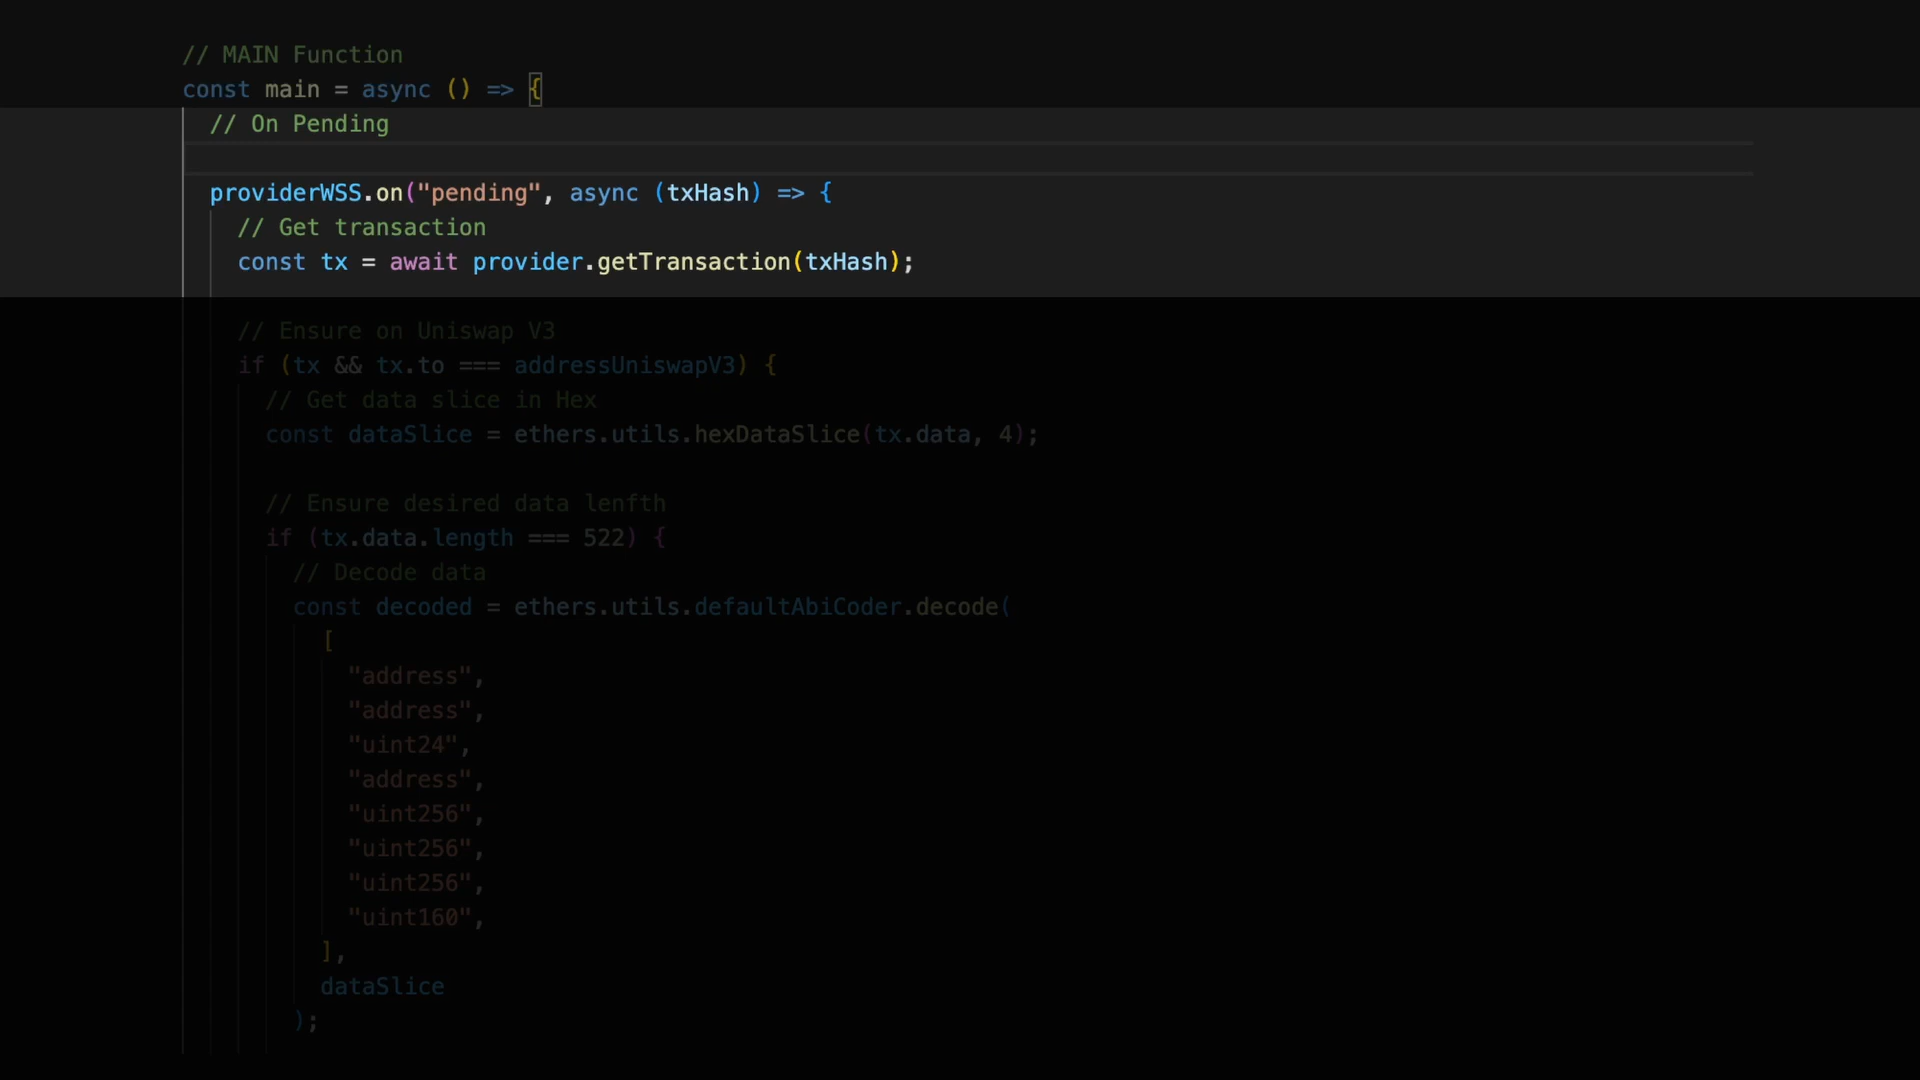 // MAIN Function
const main = async () => {
// On Pending
providerWSS.on("pending", async (txHash) => {
// Get transaction
const tx = await provider.getTransaction(txHash);
// Ensure on Uniswap V3
if (tx && tx.to === addressUniswapV3) {
// Get data slice in Hex
const dataSlice = ethers.utils.hexDataSlice(tx.data, 4);
// Ensure desired data lenfth
if (tx.data.length === 522) {
// Decode data
const decoded = ethers.utils.defaultAbiCoder.decode(
[
"address",
"address",
"uint24",
"address",
"uint256",
"uint256",
"uint256",
"uint160",
],
dataSlice
);